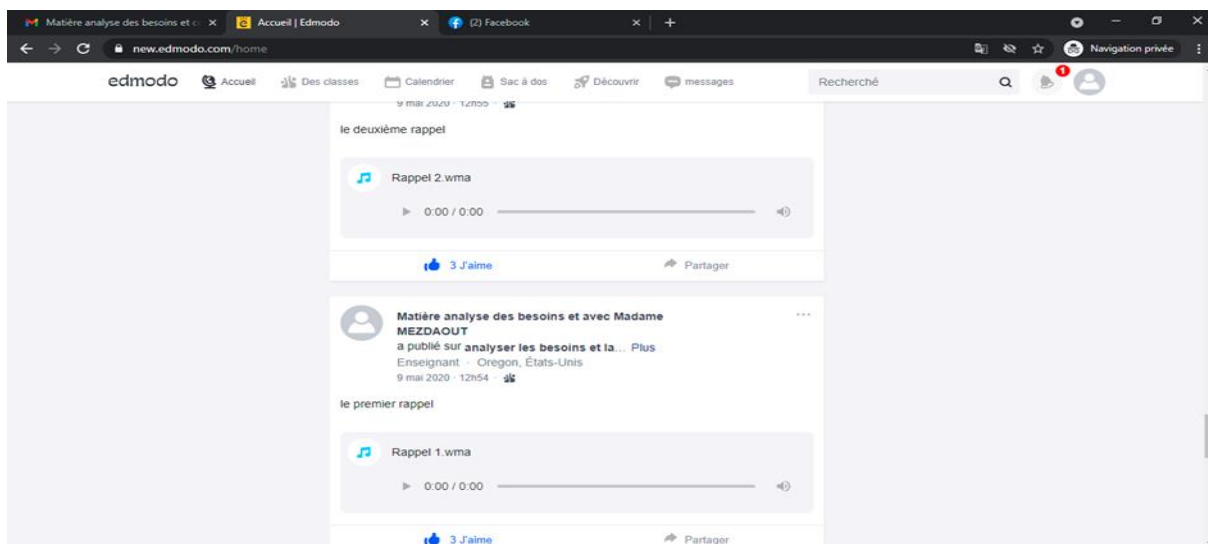 Matière analyse des besoins et c
Accueil | Edmodo
(2) Facebook
new.edmodo.com/home
Navigation privée
edmodo
Accueil
Des classes
Calendrier
Sac à dos
Découvrir
messages
Recherché
1
9 mai 2020 · 12h55 ·
le deuxième rappel
Rappel 2.wma
0:00 / 0:00
3 J'aime
Partager
Matière analyse des besoins et avec Madame
MEZDAOUT
a publié sur analyser les besoins et la... Plus
Enseignant · Oregon, États-Unis
9 mai 2020 · 12h54 ·
le premier rappel
Rappel 1.wma
0:00 / 0:00
3 J'aime
Partager